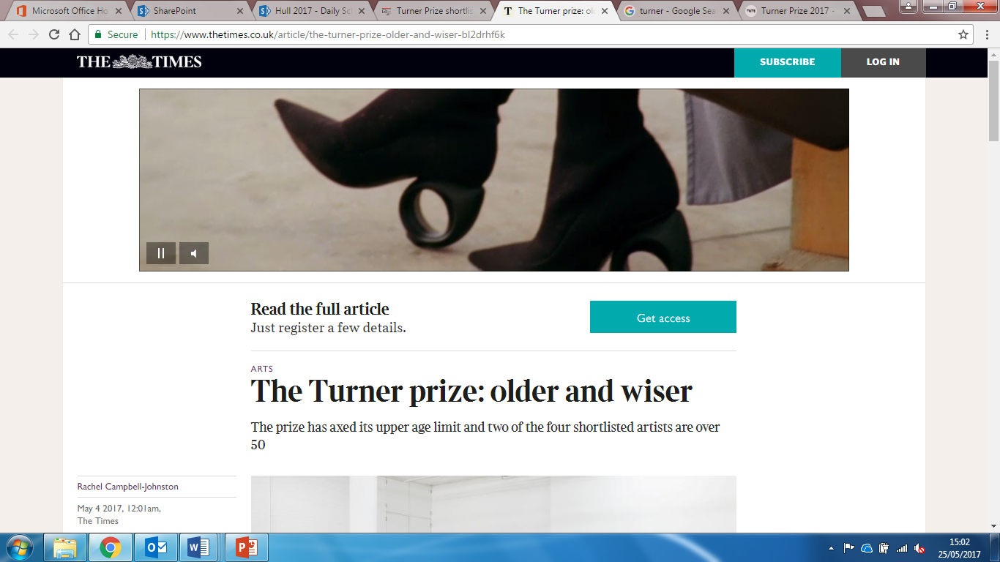 Microsoft Office Ho
SharePoint
Hull 2017 - Daily Sc
Turner Prize shortlis
The Turner prize: ol
turner - Google Sea
Turner Prize 2017 -
Secure
https://www.thetimes.co.uk/article/the-turner-prize-older-and-wiser-bl2drhf6k
THE TIMES
SUBSCRIBE
LOG IN
Read the full article
Just register a few details.
Get access
ARTS
The Turner prize: older and wiser
The prize has axed its upper age limit and two of the four shortlisted artists are over
50
Rachel Campbell-Johnston
May 4 2017, 12:01am,
The Times
15:02
25/05/2017